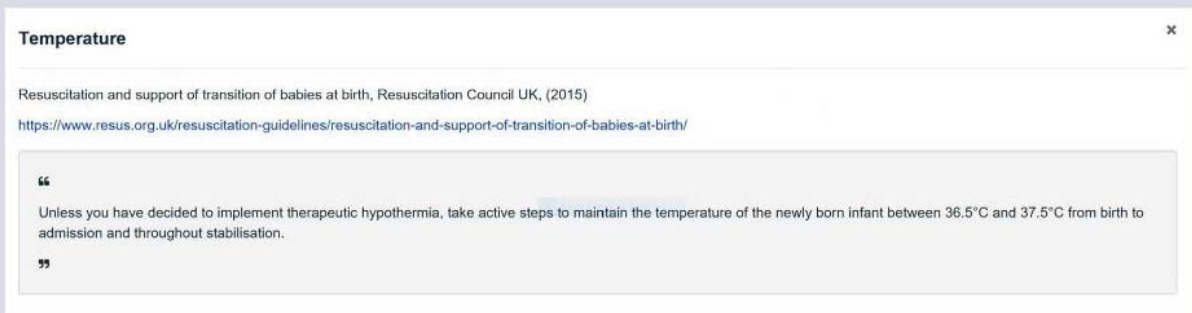 Temperature
×
Resuscitation and support of transition of babies at birth, Resuscitation Council UK, (2015)
https://www.resus.org.uk/resuscitation-guidelines/resuscitation-and-support-of-transition-of-babies-at-birth/
“
Unless you have decided to implement therapeutic hypothermia, take active steps to maintain the temperature of the newly born infant between 36.5°C and 37.5°C from birth to
admission and throughout stabilisation.
”